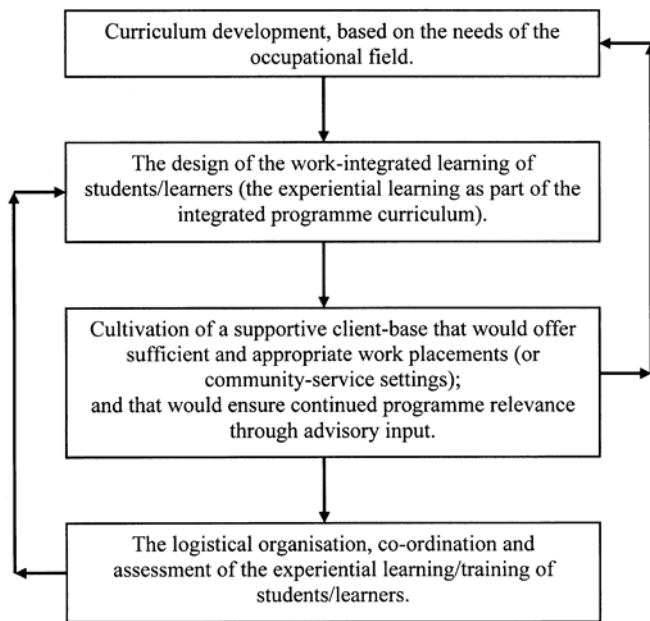 Curriculum development, based on the needs of the
occupational field.
The design of the work-integrated learning of
students/learners (the experiential learning as part of the
integrated programme curriculum).
Cultivation of a supportive client-base that would offer
sufficient and appropriate work placements (or
community-service settings);
and that would ensure continued programme relevance
through advisory input.
The logistical organisation, co-ordination and
assessment of the experiential learning/training of
students/learners.